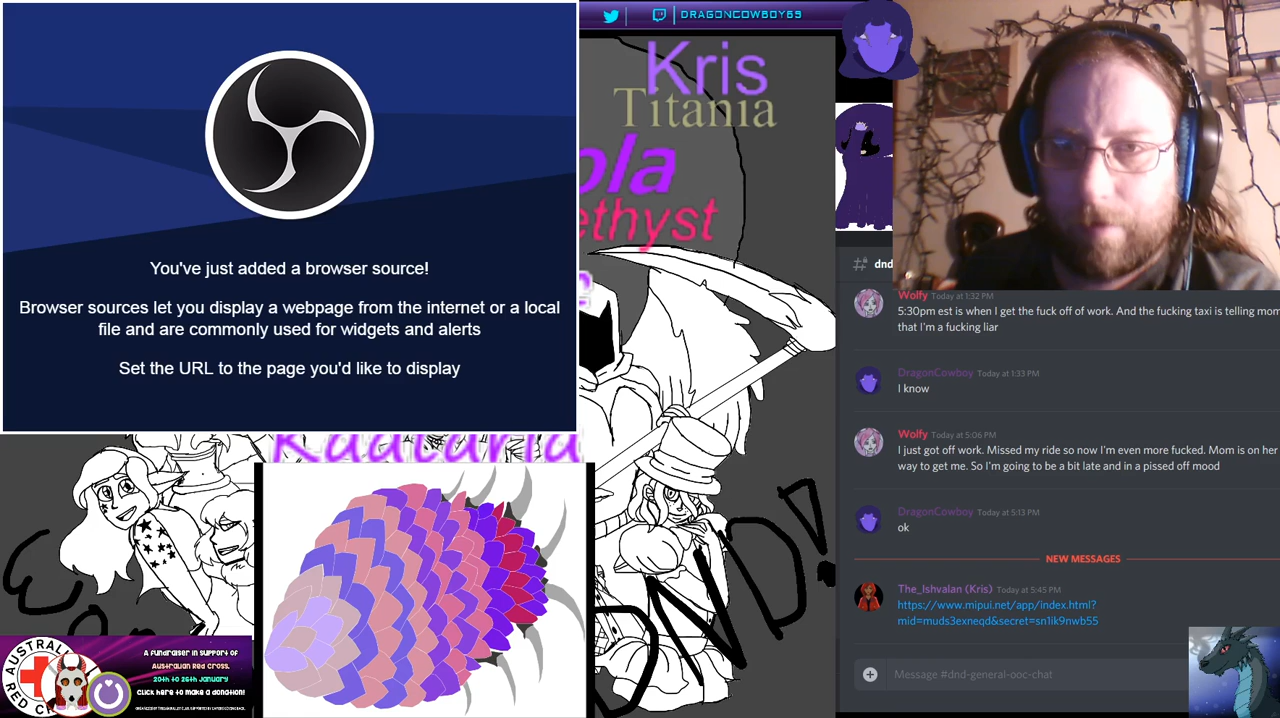 You've just added a browser source!
Browser sources let you display a webpage from the internet or a local
file and are commonly used for widgets and alerts
Set the URL to the page you'd like to display
DRAGONCOWBOY69
Kris
Titania
DND!
# dnd
Wolfy Today at 1:32 PM
5:30pm est is when I get the fuck off of work. And the fucking taxi is telling mom
that I'm a fucking liar
DragonCowboy Today at 1:33 PM
I know
Wolfy Today at 5:06 PM
I just got off work. Missed my ride so now I'm even more fucked. Mom is on her
way to get me. So I'm going to be a bit late and in a pissed off mood
DragonCowboy Today at 5:13 PM
ok
NEW MESSAGES
The_Ishvalan (Kris) Today at 5:45 PM
https://www.mipui.net/app/index.html?
mid=muds3exneqd&secret=sn1ik9nwb55
Message #dnd-general-ooc-chat
AUSTRALIAN
RED CR
A fundraiser in support of
Australian Red Cross.
20th to 26th January
Click here to make a donation!